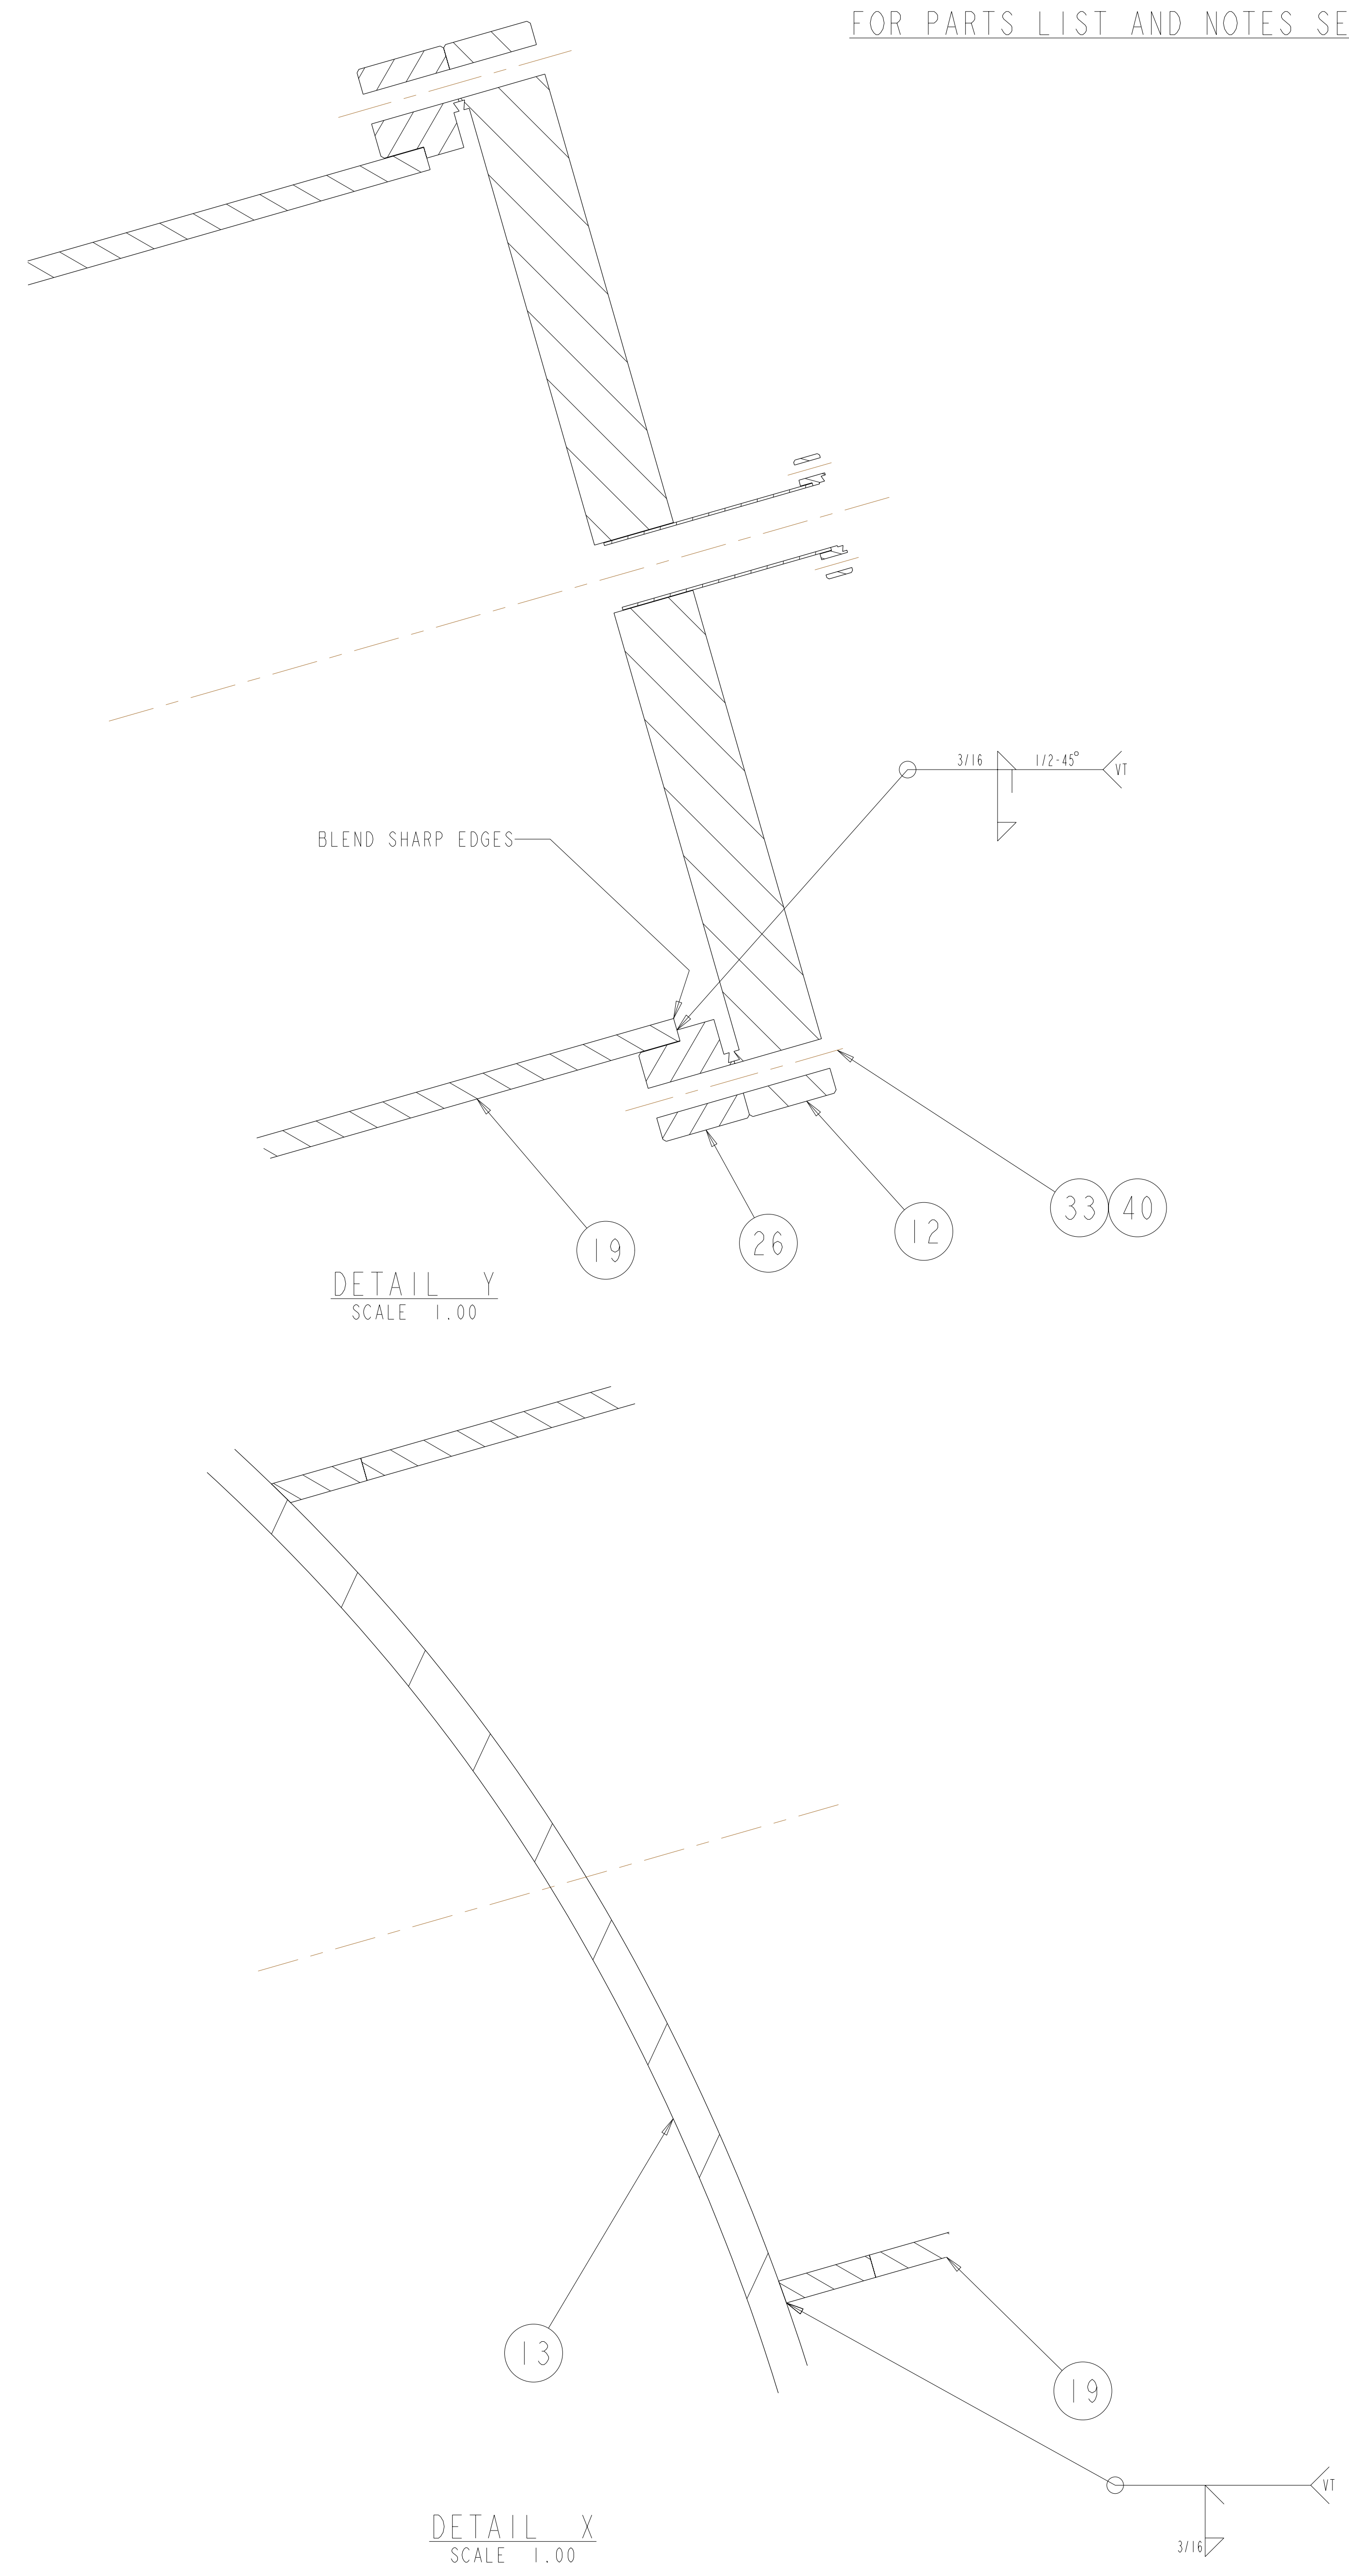 FOR PARTS LIST AND NOTES SE
3/16
1/2-45°
VT
BLEND SHARP EDGES
33
40
12
26
19
DETAIL Y
SCALE 1.00
13
19
VT
3/16
DETAIL X
SCALE 1.00